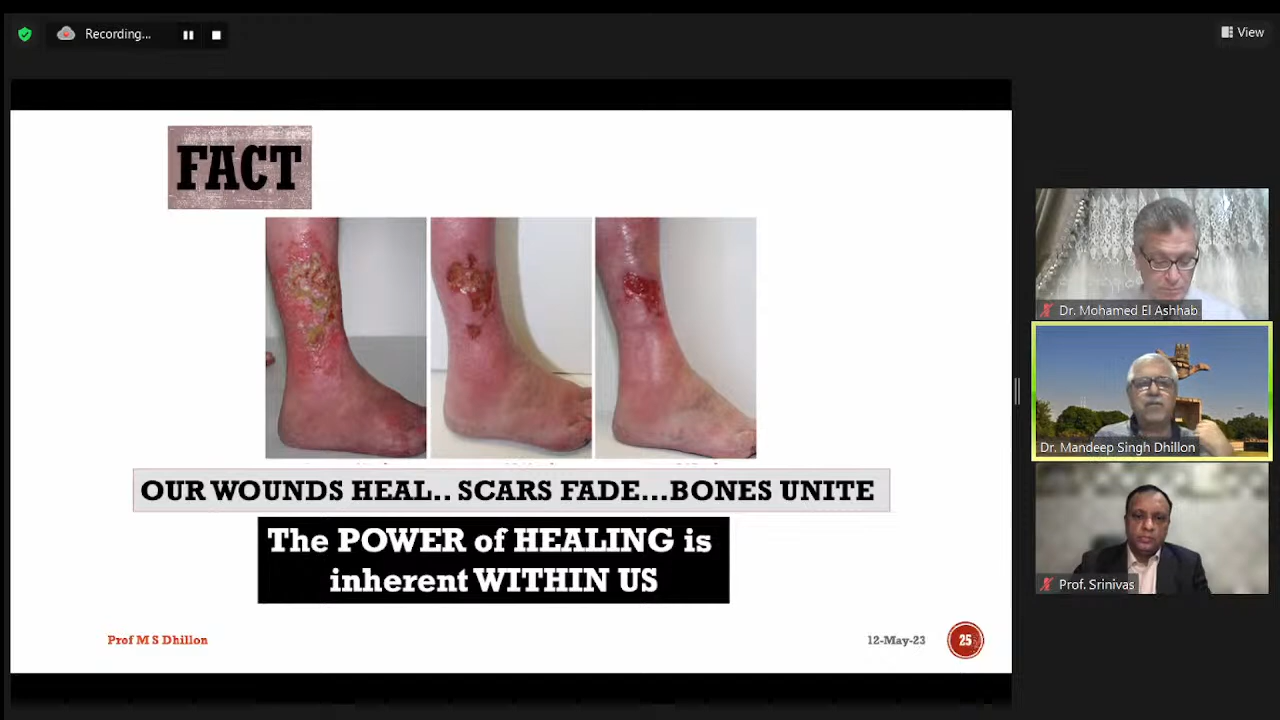 Recording...
View
FACT
OUR WOUNDS HEAL.. SCARS FADE...BONES UNITE
The POWER of HEALING is
inherent WITHIN US
Prof M S Dhillon
12-May-23
25
Dr. Mohamed El Ashhab
Dr. Mandeep Singh Dhillon
Prof. Srinivas